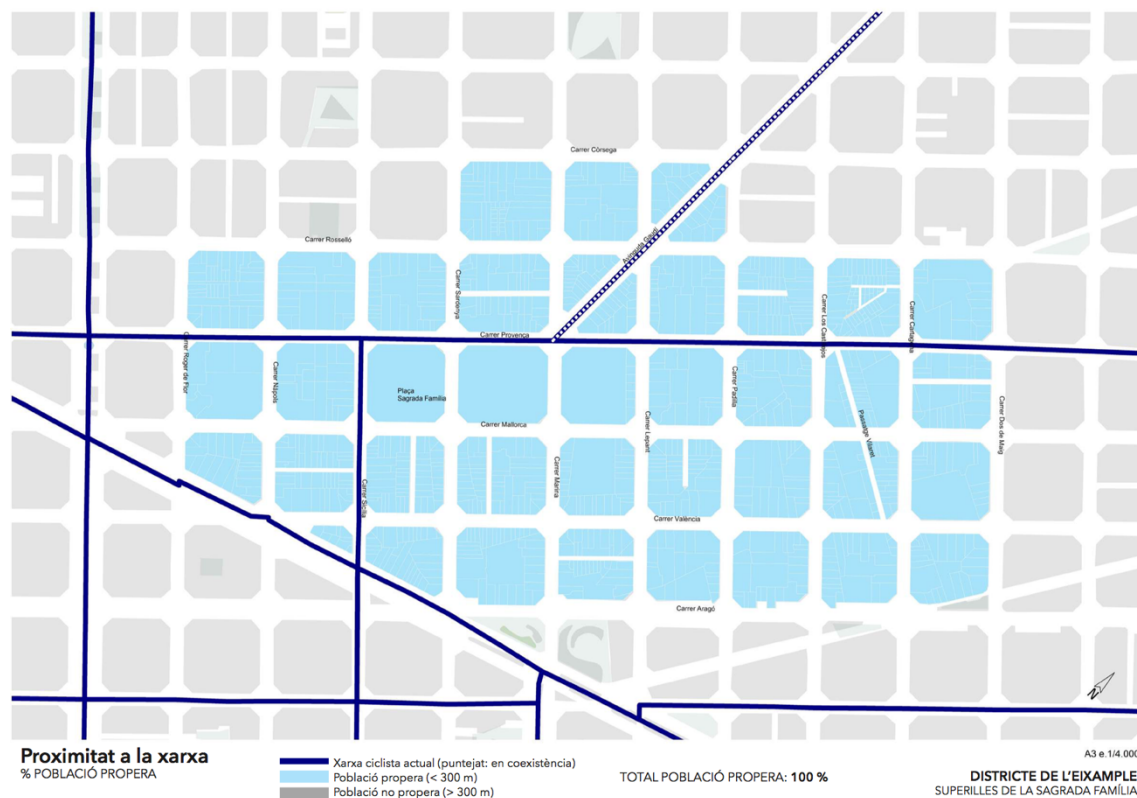 Carrer Còrsega
Carrer Rosselló
Avinguda Gaudí
Carrer Sardenya
Carrer Los Castillejos
Carrer Cartagena
Carrer Provença
Carrer Roger de Flor
Carrer Nàpols
Plaça
Sagrada Família
Carrer Padilla
Carrer Mallorca
Carrer Lepant
Passatge Vilaret
Carrer Dos de Maig
Carrer Marina
Carrer Sicília
Carrer València
Carrer Aragó
N
Proximitat a la xarxa
% POBLACIÓ PROPERA
Xarxa ciclista actual (puntejat: en coexistència)
Població propera (< 300 m)
Població no propera (> 300 m)
TOTAL POBLACIÓ PROPERA: 100 %
A3 e.1/4.000
DISTRICTE DE L'EIXAMPLE
SUPERILLES DE LA SAGRADA FAMÍLIA